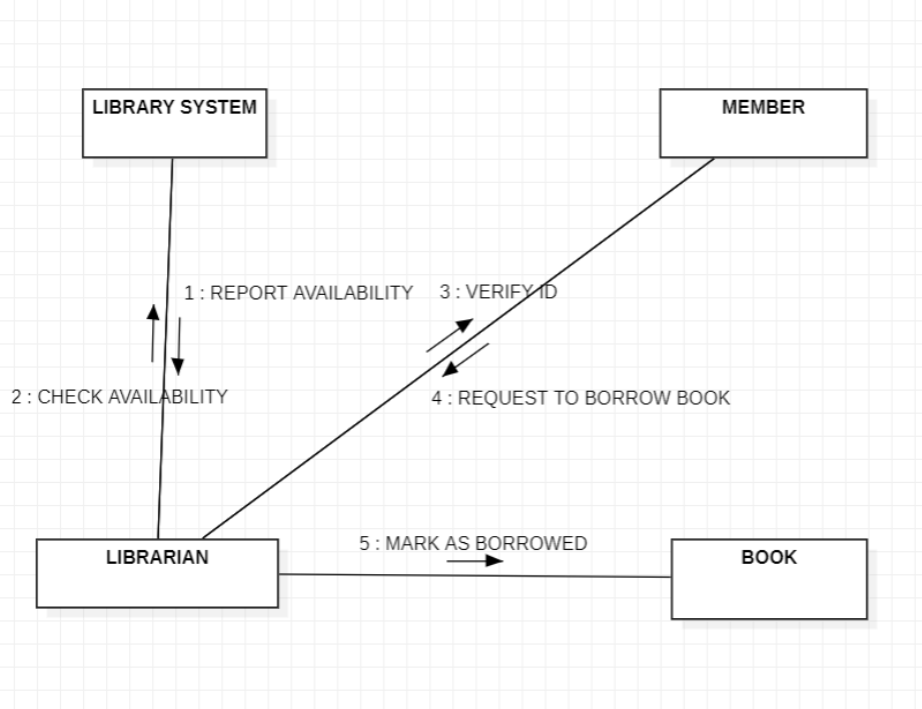 LIBRARY SYSTEM
MEMBER
1 : REPORT AVAILABILITY
3 : VERIFY ID
2 : CHECK AVAILABILITY
4 : REQUEST TO BORROW BOOK
5 : MARK AS BORROWED
LIBRARIAN
BOOK